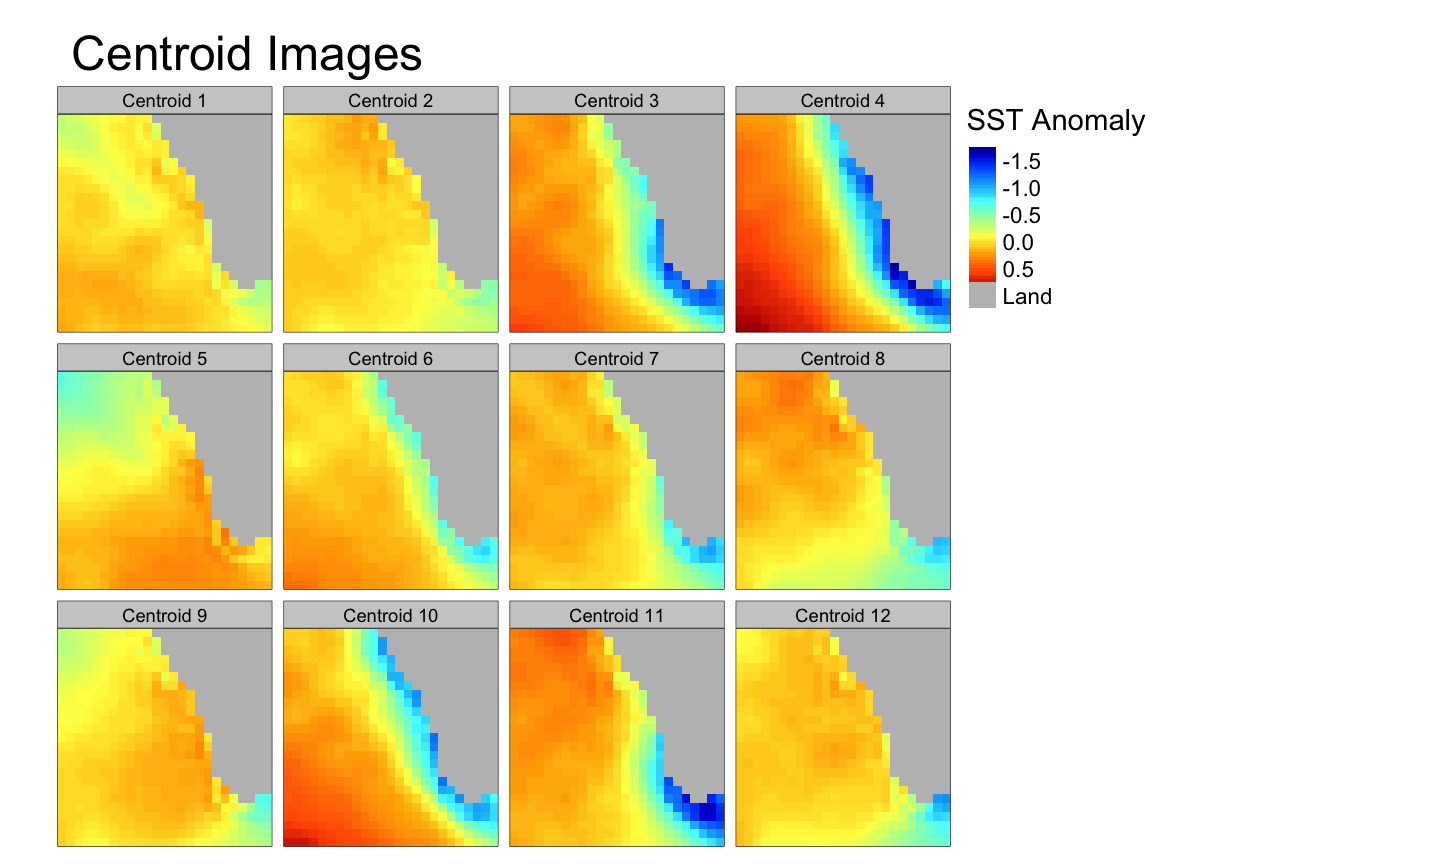 Centroid Images
Centroid 1
Centroid 2
Centroid 3
Centroid 4
SST Anomaly
-1.5
-1.0
-0.5
0.0
0.5
Land
Centroid 5
Centroid 6
Centroid 7
Centroid 8
Centroid 9
Centroid 10
Centroid 11
Centroid 12